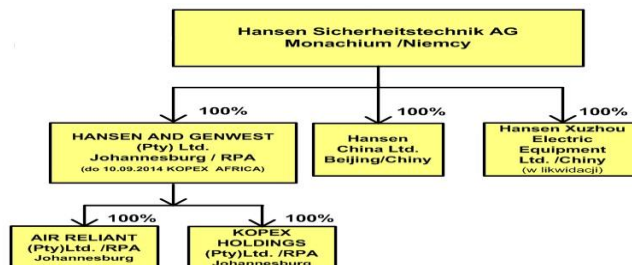 Hansen Sicherheitstechnik AG
Monachium /Niemcy
100%
100%
100%
HANSEN AND GENWEST
(Pty) Ltd.
Johannesburg / RPA
(do 10.09.2014 KOPEX AFRICA)
Hansen
China Ltd.
Beijing/Chiny
Hansen Xuzhou
Electric
Equipment
Ltd. /Chiny
(w likwidacji)
100%
100%
AIR RELIANT
(Pty)Ltd. /RPA
Johannesburg
KOPEX
HOLDINGS
(Pty)Ltd. /RPA
Johannesburg